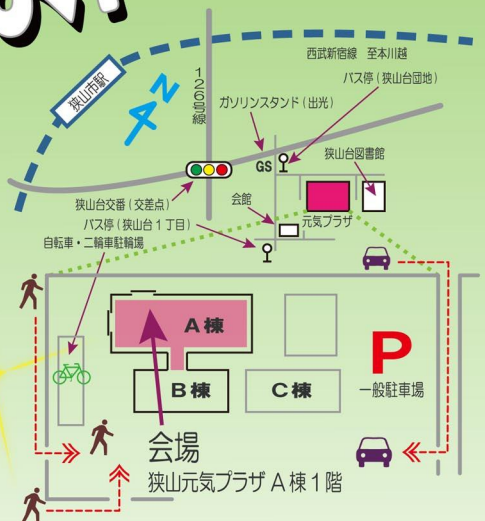 西武新宿線 至本川越
バス停（狭山台団地）
狭山市駅
N
126号線
ガソリンスタンド（出光）
GS
狭山台図書館
狭山台交番（交差点）
会館
元気プラザ
バス停（狭山台1丁目）
自転車・二輪車駐輪場
A棟
B棟
C棟
P
一般駐車場
会場
狭山元気プラザA棟1階